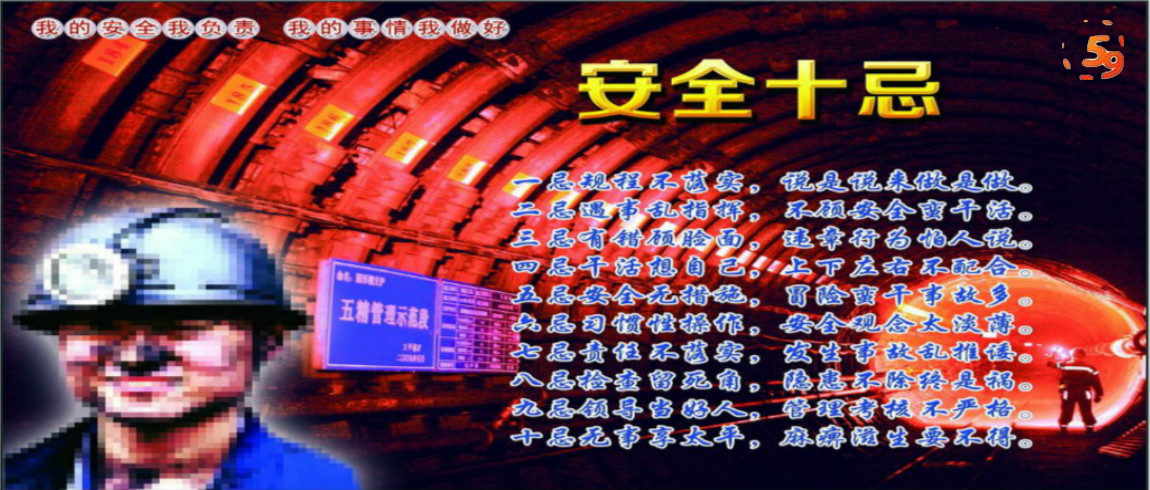 我的安全我负责 我的事情我做好
59
安全十忌
一忌规程不落实，说是说来做是做。
二忌遇事乱指挥，不顾安全蛮干活。
三忌有错顾脸面，违章行为怕人说。
四忌干活想自己，上下左右不配合。
五忌安全无措施，冒险蛮干事故多。
六忌习惯性操作，安全观念太淡薄。
七忌责任不落实，发生事故乱推诿。
八忌检查留死角，隐患不除终是祸。
九忌领导当好人，管理考核不严格。
十忌无事享太平，麻痹滋生要不得。
五精管理示范段
185